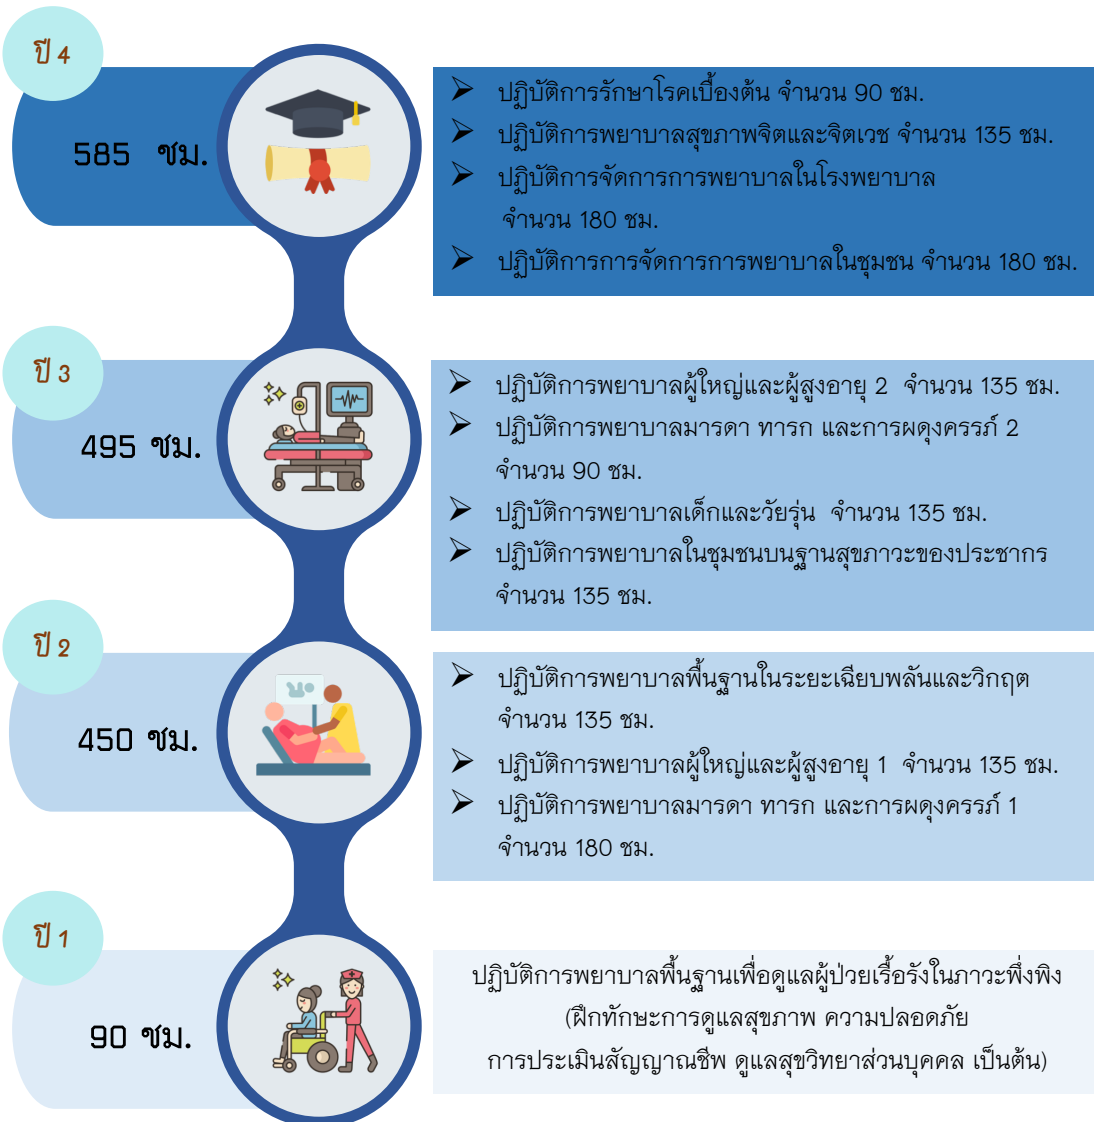 ปี 4
585 ชม.
➢ ปฏิบัติการรักษาโรคเบื้องต้น จำนวน 90 ชม.
➢ ปฏิบัติการพยาบาลสุขภาพจิตและจิตเวช จำนวน 135 ชม.
➢ ปฏิบัติการจัดการการพยาบาลในโรงพยาบาล
จำนวน 180 ชม.
➢ ปฏิบัติการการจัดการการพยาบาลในชุมชน จำนวน 180 ชม.
ปี 3
495 ชม.
➢ ปฏิบัติการพยาบาลผู้ใหญ่และผู้สูงอายุ 2 จำนวน 135 ชม.
➢ ปฏิบัติการพยาบาลมารดา ทารก และการผดุงครรภ์ 2
จำนวน 90 ชม.
➢ ปฏิบัติการพยาบาลเด็กและวัยรุ่น จำนวน 135 ชม.
➢ ปฏิบัติการพยาบาลในชุมชนบนฐานสุขภาวะของประชากร
จำนวน 135 ชม.
ปี 2
450 ชม.
➢ ปฏิบัติการพยาบาลพื้นฐานในระยะเฉียบพลันและวิกฤต
จำนวน 135 ชม.
➢ ปฏิบัติการพยาบาลผู้ใหญ่และผู้สูงอายุ 1 จำนวน 135 ชม.
➢ ปฏิบัติการพยาบาลมารดา ทารก และการผดุงครรภ์ 1
จำนวน 180 ชม.
ปี 1
90 ชม.
ปฏิบัติการพยาบาลพื้นฐานเพื่อดูแลผู้ป่วยเรื้อรังในภาวะพึ่งพิง
(ฝึกทักษะการดูแลสุขภาพ ความปลอดภัย
การประเมินสัญญาณชีพ ดูแลสุขวิทยาส่วนบุคคล เป็นต้น)